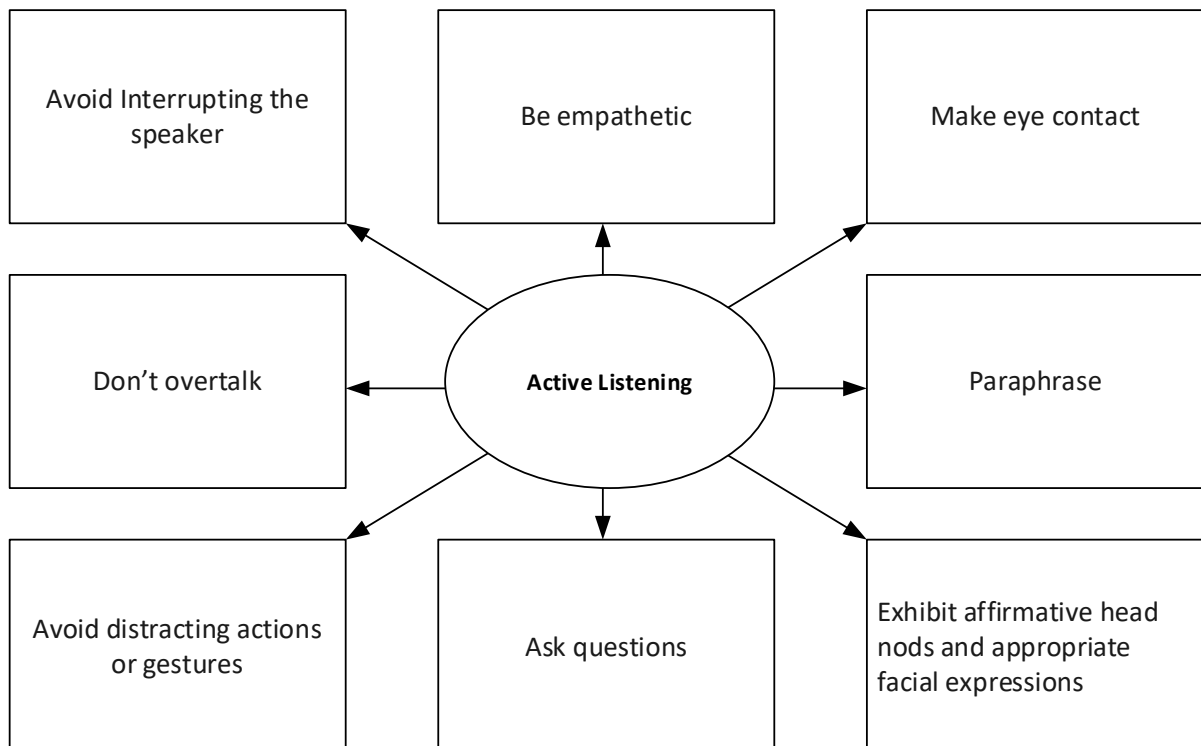 Avoid Interrupting the
speaker
Be empathetic
Make eye contact
Don’t overtalk
Active Listening
Paraphrase
Avoid distracting actions
or gestures
Ask questions
Exhibit affirmative head
nods and appropriate
facial expressions